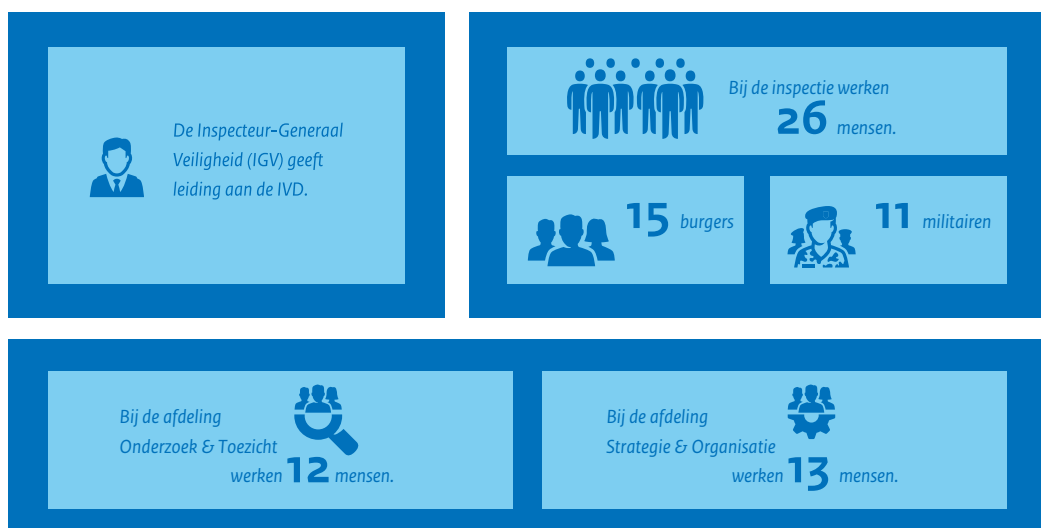 De Inspecteur-Generaal
Veiligheid (IGV) geeft
leiding aan de IVD.
Bij de inspectie werken
26 mensen.
15 burgers
11 militairen
Bij de afdeling
Onderzoek & Toezicht
werken 12 mensen.
Bij de afdeling
Strategie & Organisatie
werken 13 mensen.